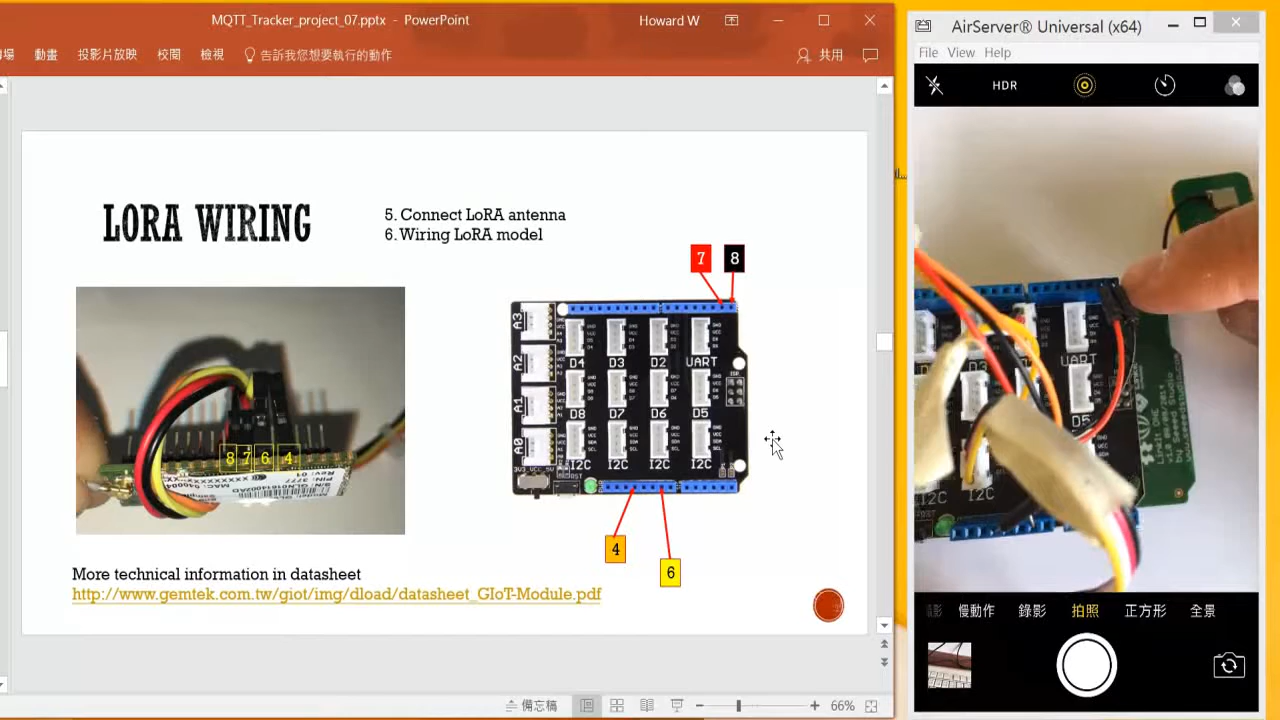 MQTT_Tracker_project_07.pptx - PowerPoint
Howard W
動畫 投影片放映 校閱 檢視 告訴我您想要執行的動作
共用
LORA WIRING
5. Connect LoRA antenna
6. Wiring LoRA model
7 8
8 7 6 4
A3
A2
A1
A0
D4 D3 D2 UART
D8 D7 D6 D5
I2C I2C I2C I2C
4
6
More technical information in datasheet
http://www.gemtek.com.tw/giot/img/dload/datasheet_GIoT-Module.pdf
備忘稿
66%
AirServer® Universal (x64)
File View Help
HDR
UART
D5
I2C I2C
慢動作 錄影 拍照 正方形 全景